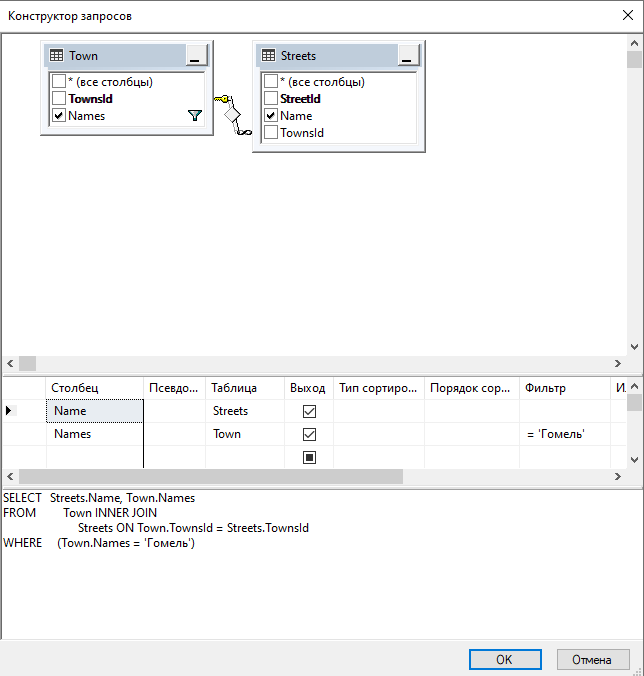 Конструктор запросов
Town
* (все столбцы)
TownsId
Names
Streets
* (все столбцы)
StreetId
Name
TownsId
Столбец Псевдо... Таблица Выход Тип сортиро... Порядок сор... Фильтр И
Name Streets
Names Town = 'Гомель'
SELECT Streets.Name, Town.Names
FROM Town INNER JOIN
Streets ON Town.TownsId = Streets.TownsId
WHERE (Town.Names = 'Гомель')
OK Отмена